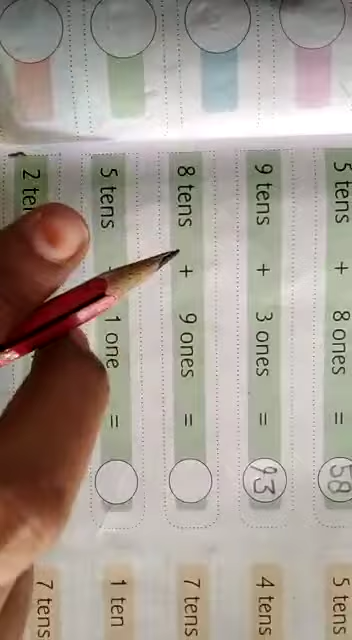 5 tens + 8 ones = 58
9 tens + 3 ones = 93
8 tens + 9 ones =
5 tens 1 one =
2
5 tens
4 tens
7 tens
1 ten
7 tens